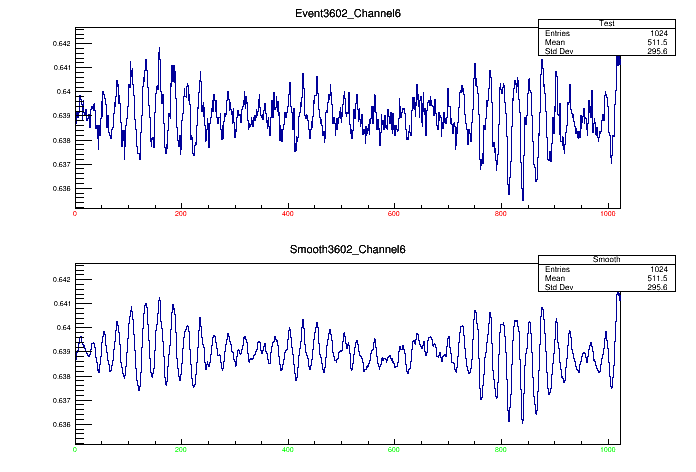 Event3602_Channel6
Test
Entries 1024
Mean 511.5
Std Dev 295.6
0.642
0.641
0.64
0.639
0.638
0.637
0.636
0 200 400 600 800 1000
Smooth3602_Channel6
Smooth
Entries 1024
Mean 511.5
Std Dev 295.6
0.642
0.641
0.64
0.639
0.638
0.637
0.636
0 200 400 600 800 1000